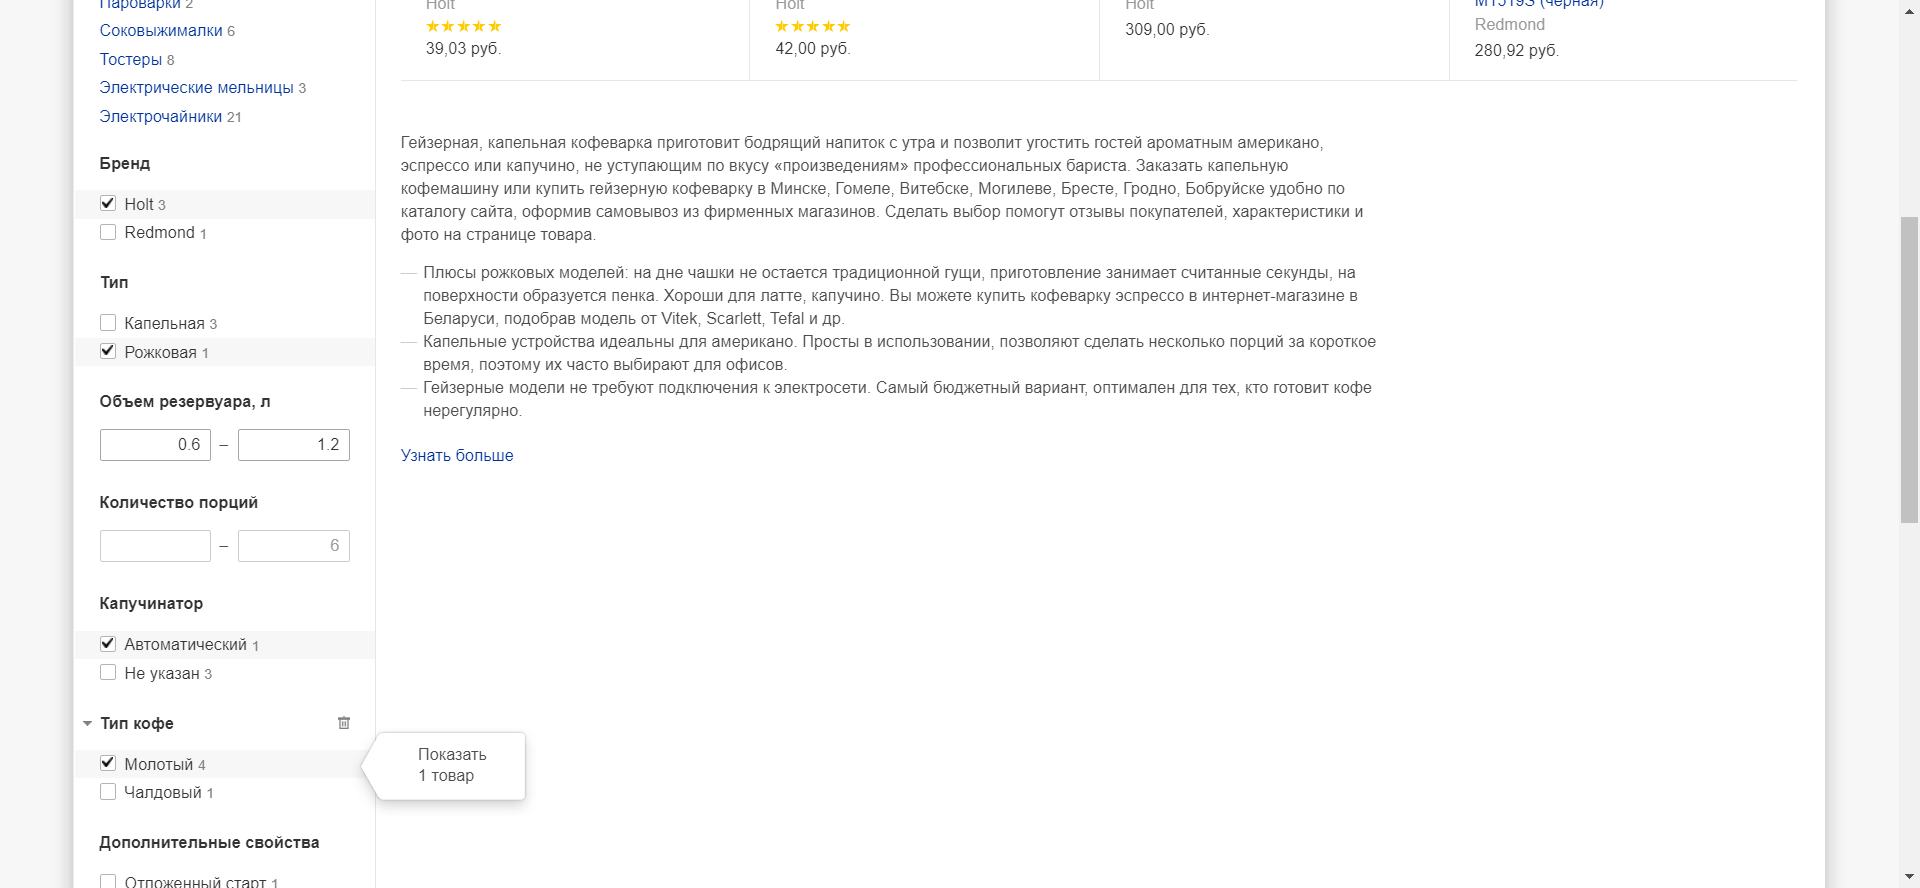 Пароварки 2
Соковыжималки 6
Тостеры 8
Электрические мельницы 3
Электрочайники 21
Бренд
Holt 3
Redmond 1
Тип
Капельная 3
Рожковая 1
Объем резервуара, л
0.6 – 1.2
Количество порций
– 6
Капучинатор
Автоматический 1
Не указан 3
Тип кофе
Молотый 4
Чалдовый 1
Дополнительные свойства
Отложенный старт 1
Holt
39,03 руб.
Holt
42,00 руб.
Holt
309,00 руб.
M1519S (черная)
Redmond
280,92 руб.
Гейзерная, капельная кофеварка приготовит бодрящий напиток с утра и позволит угостить гостей ароматным американо,
эспрессо или капучино, не уступающим по вкусу «произведениям» профессиональных бариста. Заказать капельную
кофемашину или купить гейзерную кофеварку в Минске, Гомеле, Витебске, Могилеве, Бресте, Гродно, Бобруйске удобно по
каталогу сайта, оформив самовывоз из фирменных магазинов. Сделать выбор помогут отзывы покупателей, характеристики и
фото на странице товара.
— Плюсы рожковых моделей: на дне чашки не остается традиционной гущи, приготовление занимает считанные секунды, на
поверхности образуется пенка. Хороши для латте, капучино. Вы можете купить кофеварку эспрессо в интернет-магазине в
Беларуси, подобрав модель от Vitek, Scarlett, Tefal и др.
— Капельные устройства идеальны для американо. Просты в использовании, позволяют сделать несколько порций за короткое
время, поэтому их часто выбирают для офисов.
— Гейзерные модели не требуют подключения к электросети. Самый бюджетный вариант, оптимален для тех, кто готовит кофе
нерегулярно.
Узнать больше
Показать
1 товар